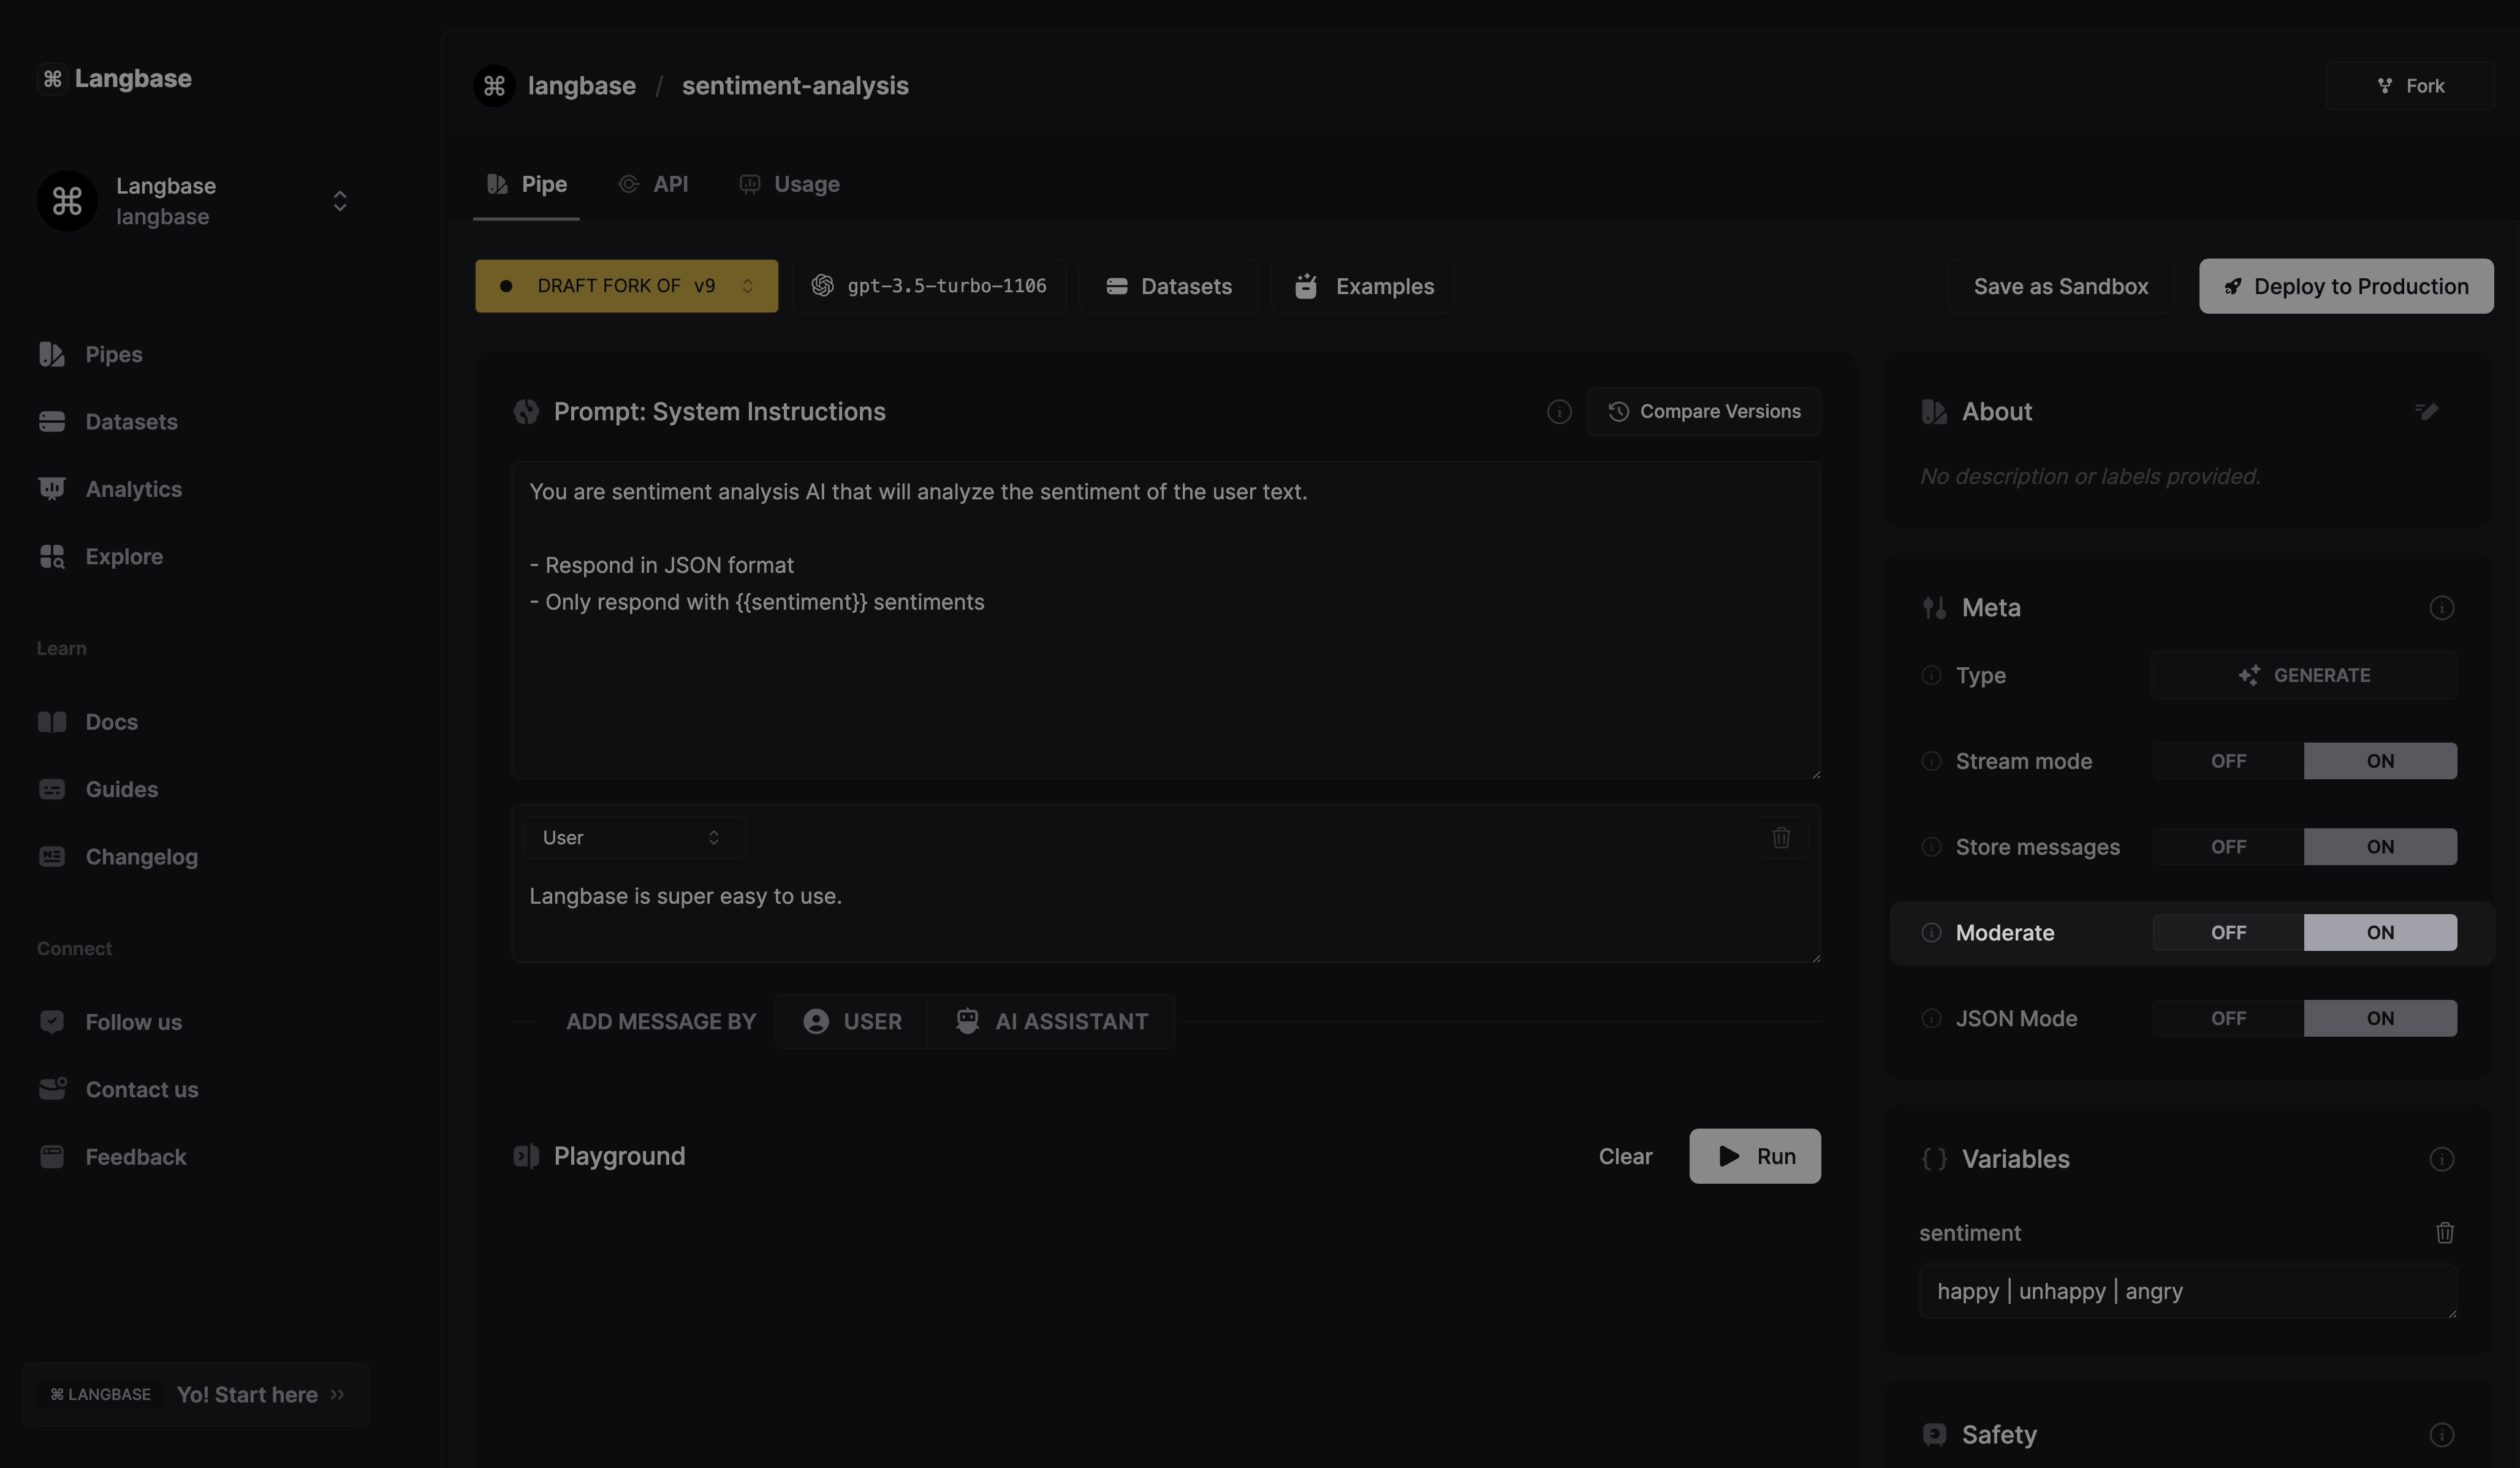 Langbase
Langbase
langbase
Pipes
Datasets
Analytics
Explore
Learn
Docs
Guides
Changelog
Connect
Follow us
Contact us
Feedback
⌘ LANGBASE Yo! Start here
langbase / sentiment-analysis
Fork
Pipe API Usage
DRAFT FORK OF v9
gpt-3.5-turbo-1106
Datasets
Examples
Save as Sandbox
Deploy to Production
Prompt: System Instructions
Compare Versions
You are sentiment analysis AI that will analyze the sentiment of the user text.
- Respond in JSON format
- Only respond with {{sentiment}} sentiments
User
Langbase is super easy to use.
ADD MESSAGE BY USER AI ASSISTANT
Playground
Clear
Run
About
No description or labels provided.
Meta
Type GENERATE
Stream mode OFF ON
Store messages OFF ON
Moderate OFF ON
JSON Mode OFF ON
Variables
sentiment
happy | unhappy | angry
Safety